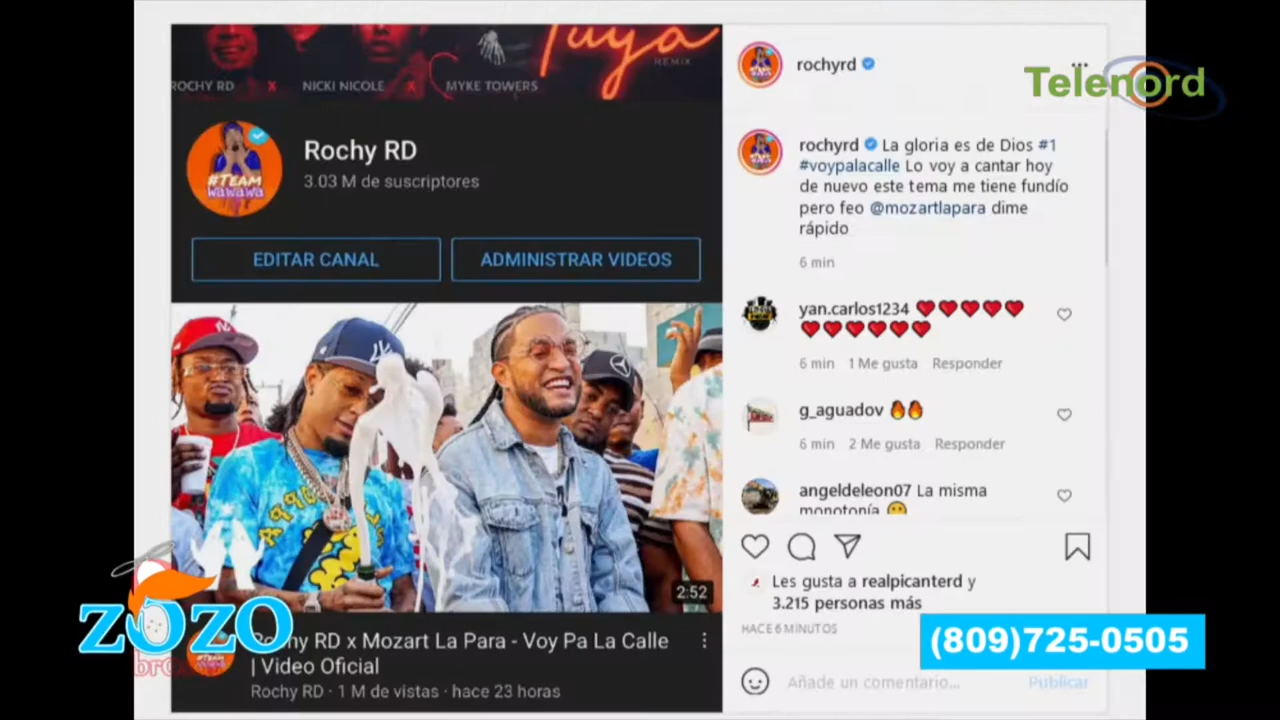 Tuya
REMIX
ROCHY RD X NICKI NICOLE X MYKE TOWERS
#TEAM
WAWAWA
Rochy RD
3.03 M de suscriptores
EDITAR CANAL
ADMINISTRAR VIDEOS
2:52
Rochy RD x Mozart La Para - Voy Pa La Calle
| Video Oficial
Rochy RD · 1 M de vistas · hace 23 horas
rochyrd
Telenord
rochyrd La gloria es de Dios #1
#voypalacalle Lo voy a cantar hoy
de nuevo este tema me tiene fundío
pero feo @mozartlapara dime
rápido
6 min
yan.carlos1234 ❤️❤️❤️❤️❤️
❤️❤️❤️❤️❤️❤️
6 min 1 Me gusta Responder
g_aguadov 🔥🔥
6 min 2 Me gusta Responder
angeldeleon07 La misma
monotonía
Les gusta a realpicanterd y
3.215 personas más
HACE 6 MINUTOS
Añade un comentario...
Publicar
(809)725-0505
ZOZO